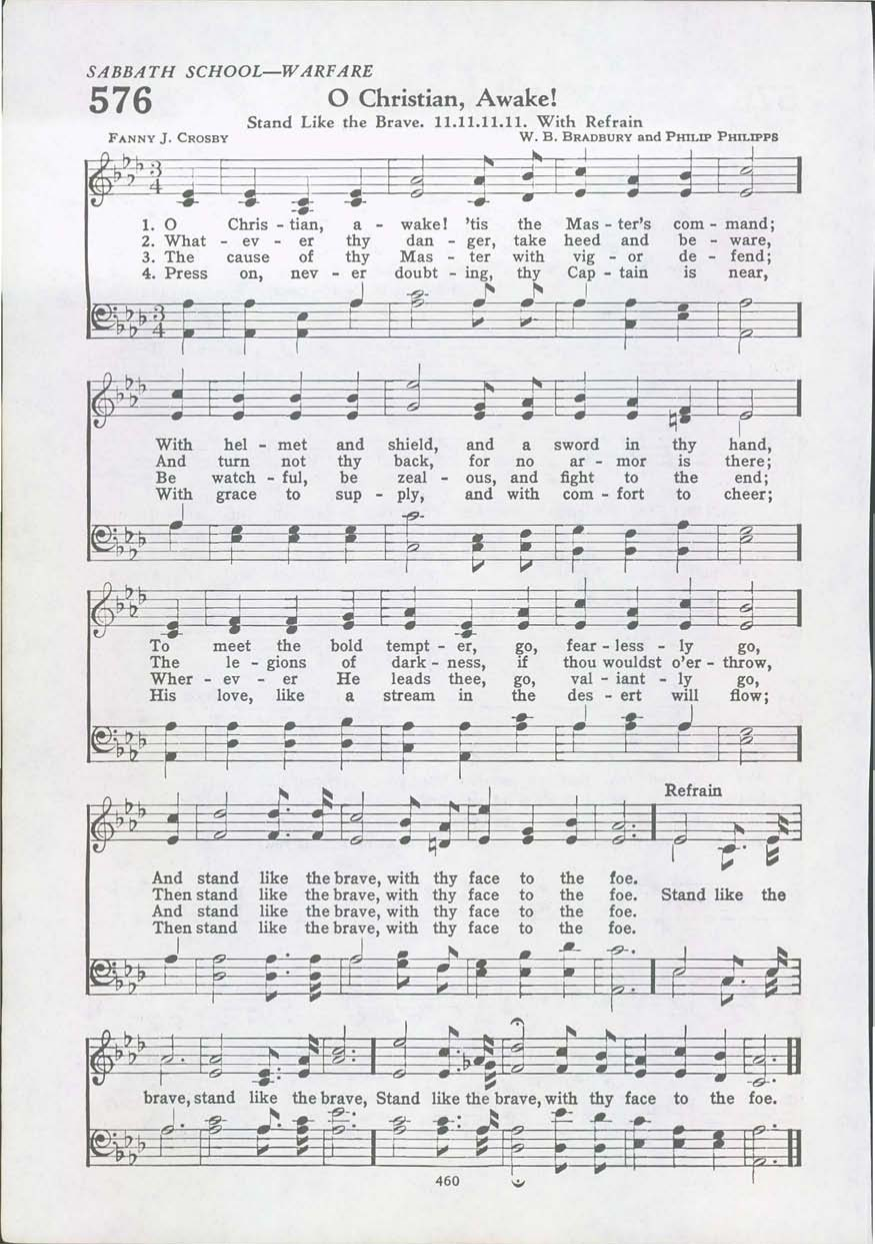 SABBATH SCHOOL—WARFARE
576 O Christian, Awake!
Stand Like the Brave. 11.11.11.11. With Refrain
FANNY J. CROSBY W. B. BRADBURY and PHILIP PHILIPPS
3 4
1. O Chris - tian, a - wake! 'tis the Mas - ter's com - mand;
2. What - ev - er thy dan - ger, take heed and be - ware,
3. The cause of thy Mas - ter with vig - or de - fend;
4. Press on, nev - er doubt - ing, thy Cap - tain is near,
3 4
With hel - met and shield, and a sword in thy hand,
And turn not thy back, for no ar - mor is there;
Be watch - ful, be zeal - ous, and fight to the end;
With grace to sup - ply, and with com - fort to cheer;
To meet the bold tempt - er, go, fear - less - ly go,
The le - gions of dark - ness, if thou wouldst o'er - throw,
Wher - ev - er He leads thee, go, val - iant - ly go,
His love, like a stream in the des - ert will flow;
Refrain
And stand like the brave, with thy face to the foe.
Then stand like the brave, with thy face to the foe. Stand like the
And stand like the brave, with thy face to the foe.
Then stand like the brave, with thy face to the foe.
brave, stand like the brave, Stand like the brave, with thy face to the foe.
460